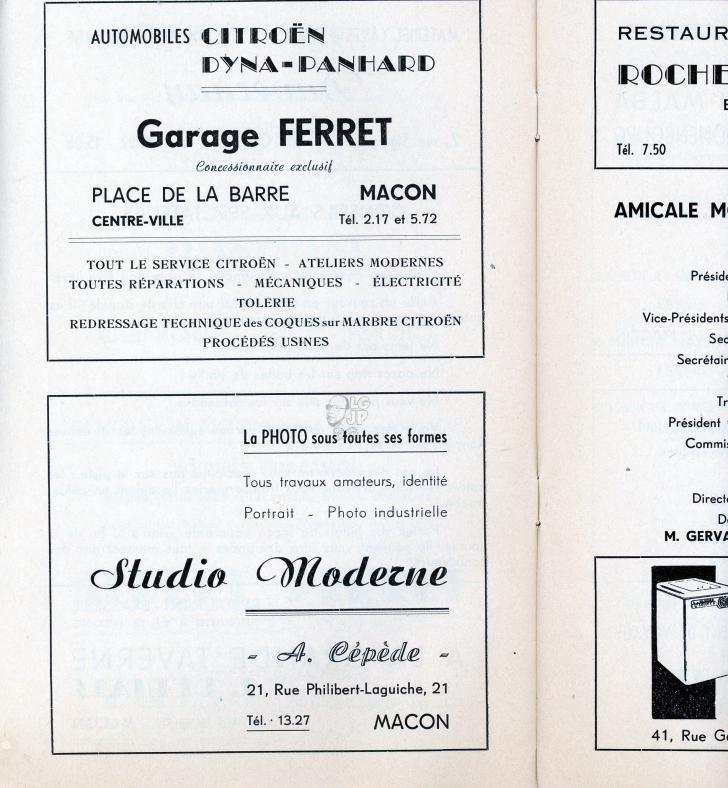 AUTOMOBILES CITROËN
DYNA-PANHARD
Garage FERRET
Concessionnaire exclusif
PLACE DE LA BARRE MACON
CENTRE-VILLE Tél. 2.17 et 5.72
TOUT LE SERVICE CITROËN - ATELIERS MODERNES
TOUTES RÉPARATIONS - MÉCANIQUES - ÉLECTRICITÉ
TOLERIE
REDRESSAGE TECHNIQUE des COQUES sur MARBRE CITROËN
PROCÉDÉS USINES
LG
JP
La PHOTO sous toutes ses formes
Tous travaux amateurs, identité
Portrait - Photo industrielle
Studio Moderne
- A. Cépède -
21, Rue Philibert-Laguiche, 21
Tél. · 13.27 MACON
RESTAUR
ROCHE
Tél. 7.50
AMICALE M
Préside
Vice-Présidents
Sec
Secrétair
Tr
Président
Commis
Directe
D
M. GERVA
41, Rue G